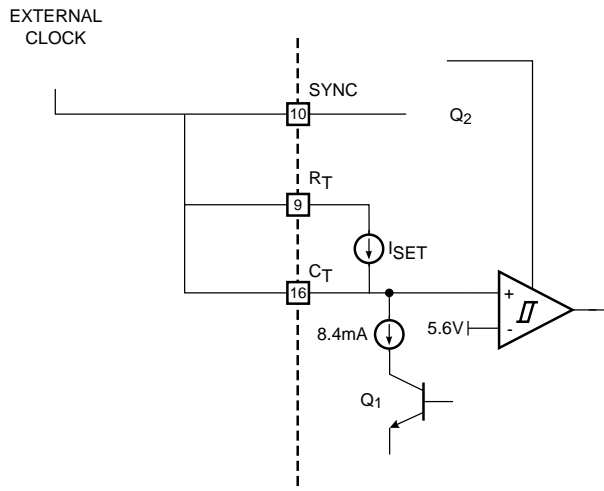 EXTERNAL
CLOCK
SYNC
10
Q2
RT
9
ISET
CT
16
+
8.4mA
5.6V
-
Q1